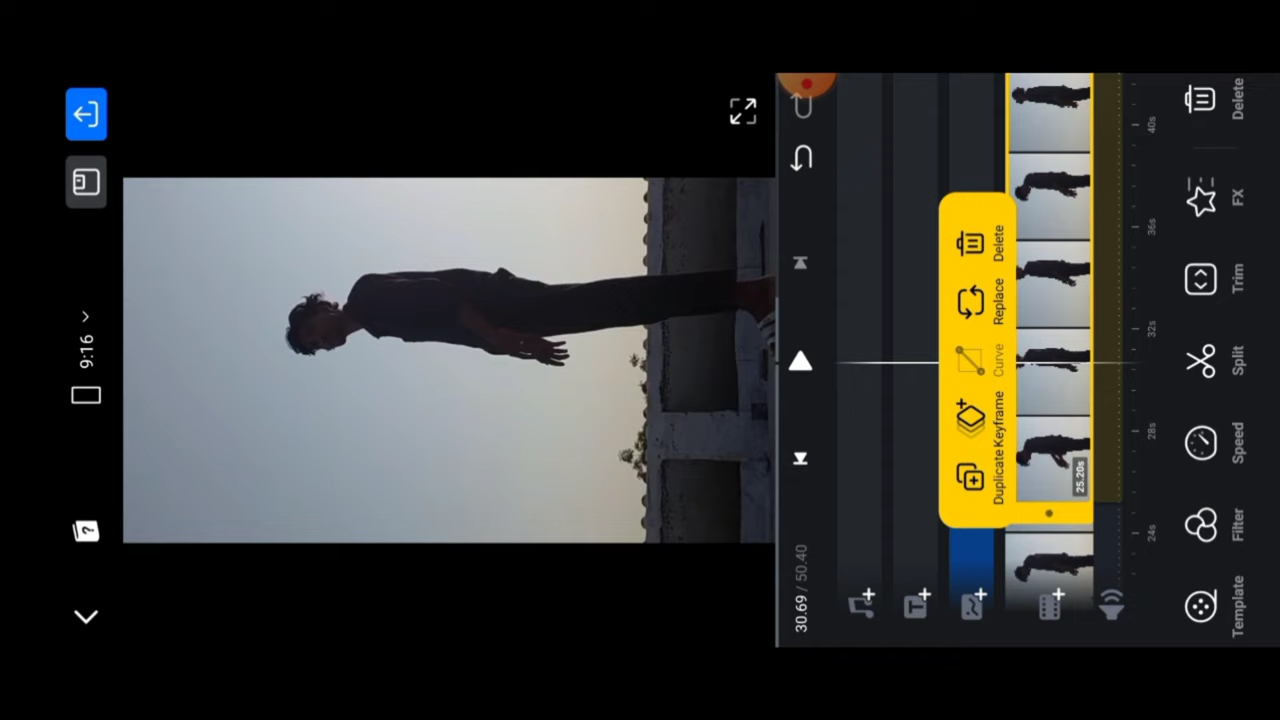 9:16
?
30.69 / 50.40
Duplicate
Keyframe
Curve
Replace
Delete
25.20s
24s
28s
32s
36s
40s
Template
Filter
Speed
Split
Trim
FX
Delete